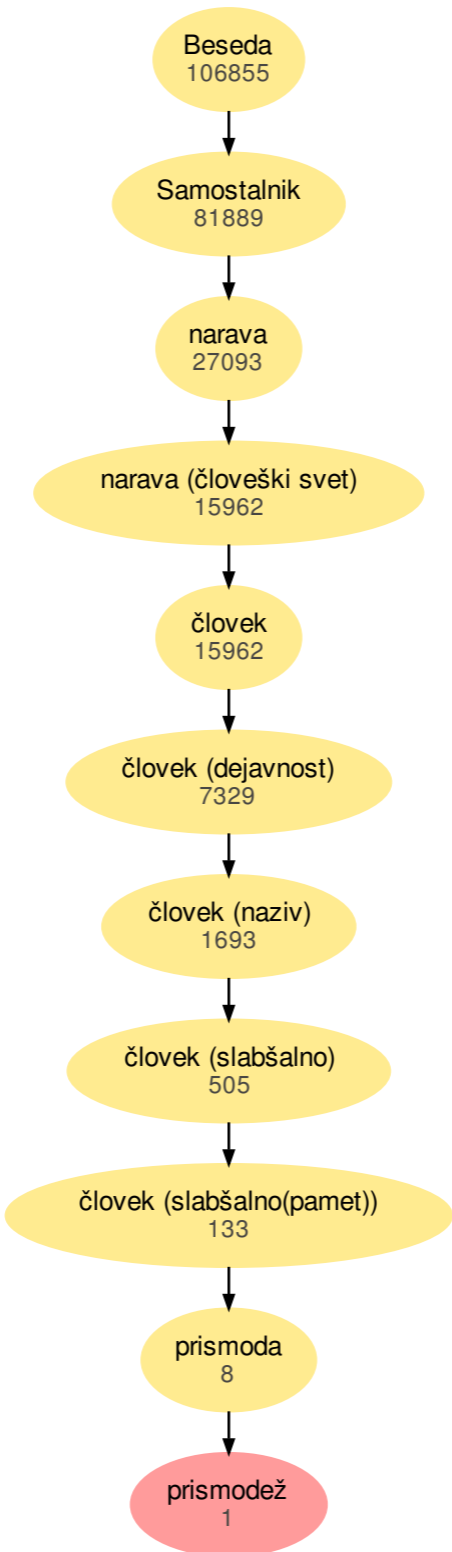 Beseda
106855
Samostalnik
81889
narava
27093
narava (človeški svet)
15962
človek
15962
človek (dejavnost)
7329
človek (naziv)
1693
človek (slabšalno)
505
človek (slabšalno(pamet))
133
prismoda
8
prismodež
1